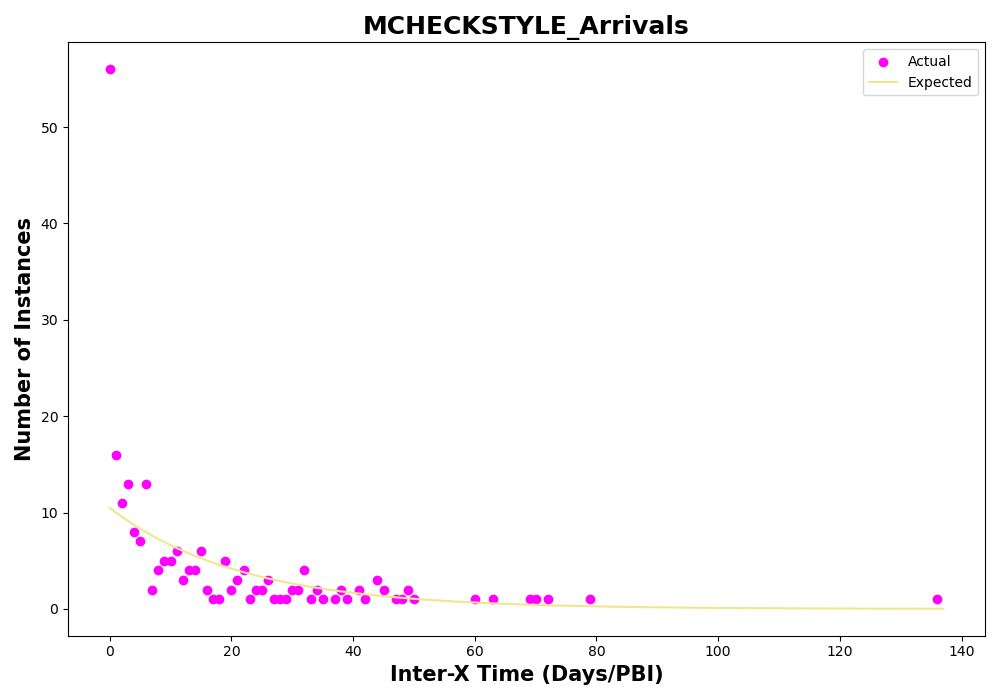 MCHECKSTYLE_Arrivals
Actual
Expected
Number of Instances
50
40
30
20
10
0
0 20 40 60 80 100 120 140
Inter-X Time (Days/PBI)